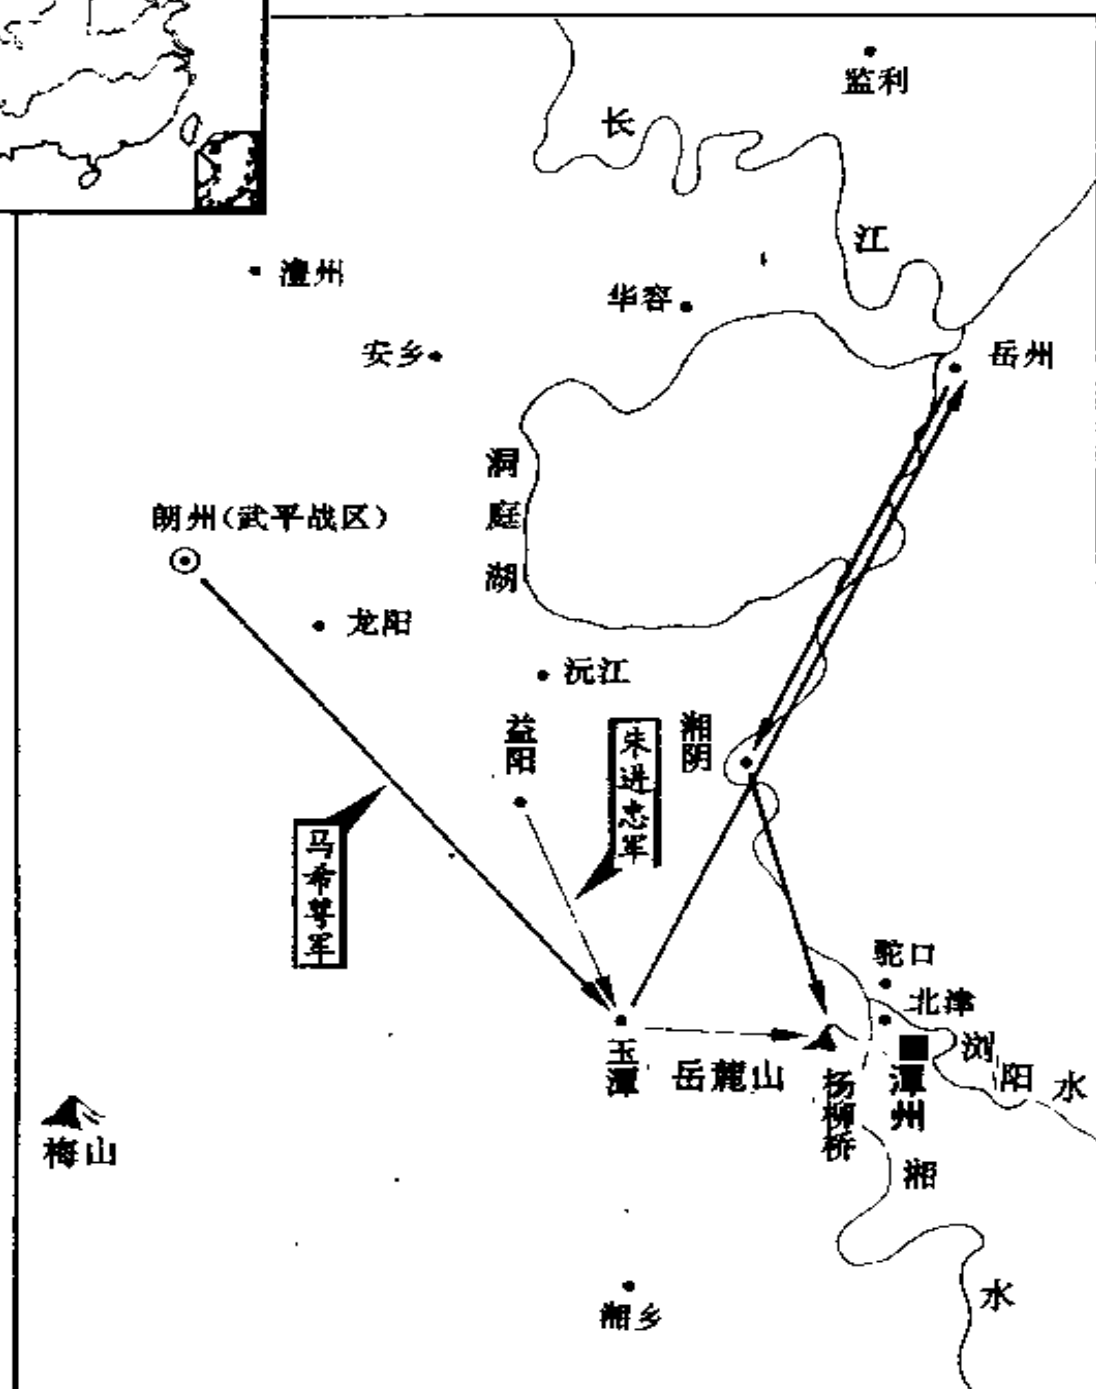 监利
长
江
澧州
华容
安乡
岳州
洞庭湖
朗州(武平战区)
龙阳
沅江
益阳
朱进忠军
湘阴
马希萼军
驼口
北津
玉潭
岳麓山
杨柳桥
潭州
浏阳水
梅山
湘
水
湘乡